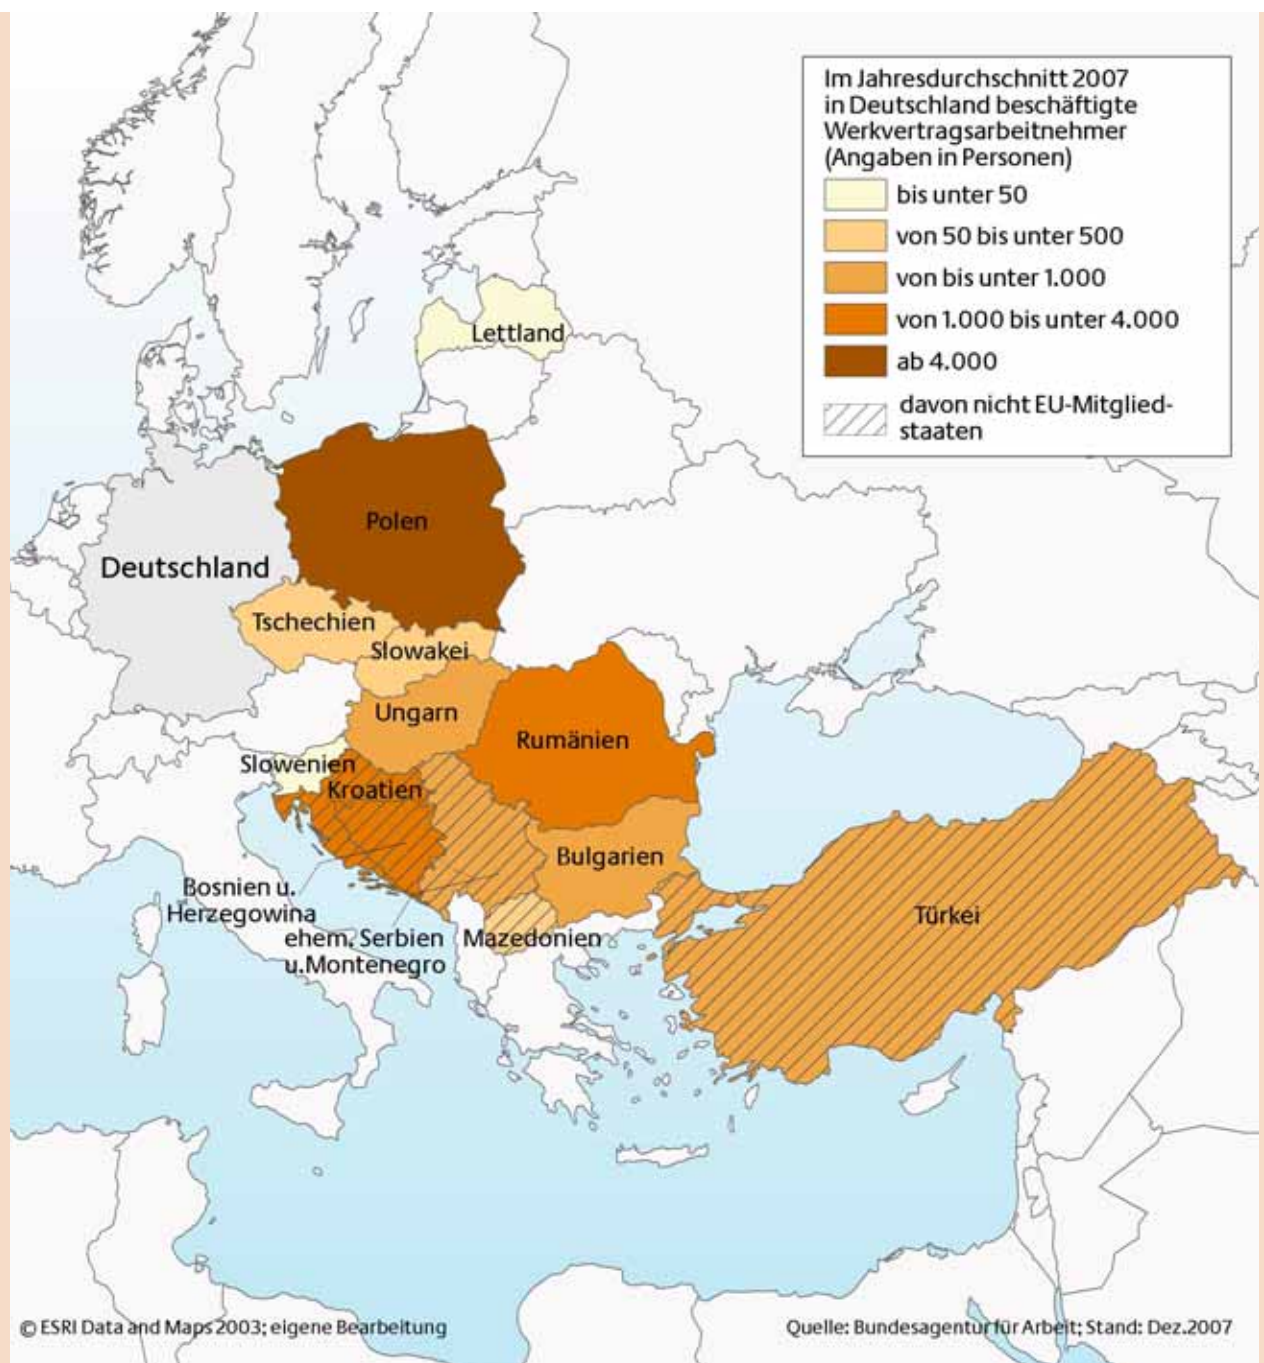 Im Jahresdurchschnitt 2007
in Deutschland beschäftigte
Werkvertragsarbeitnehmer
(Angaben in Personen)
bis unter 50
von 50 bis unter 500
von bis unter 1.000
von 1.000 bis unter 4.000
ab 4.000
davon nicht EU-Mitglied-
staaten
Lettland
Polen
Deutschland
Tschechien
Slowakei
Ungarn
Rumänien
Slowenien
Kroatien
Bulgarien
Bosnien u.
Herzegowina
ehem. Serbien
u.Montenegro
Mazedonien
Türkei
© ESRI Data and Maps 2003; eigene Bearbeitung
Quelle: Bundesagentur für Arbeit; Stand: Dez.2007